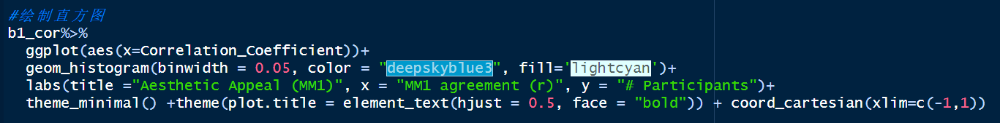 #绘制直方图
b1_cor%>%
  ggplot(aes(x=Correlation_Coefficient))+
  geom_histogram(binwidth = 0.05, color = "deepskyblue3", fill='lightcyan')+
  labs(title ="Aesthetic Appeal (MM1)", x = "MM1 agreement (r)", y = "# Participants")+
  theme_minimal() +theme(plot.title = element_text(hjust = 0.5, face = "bold")) + coord_cartesian(xlim=c(-1,1))